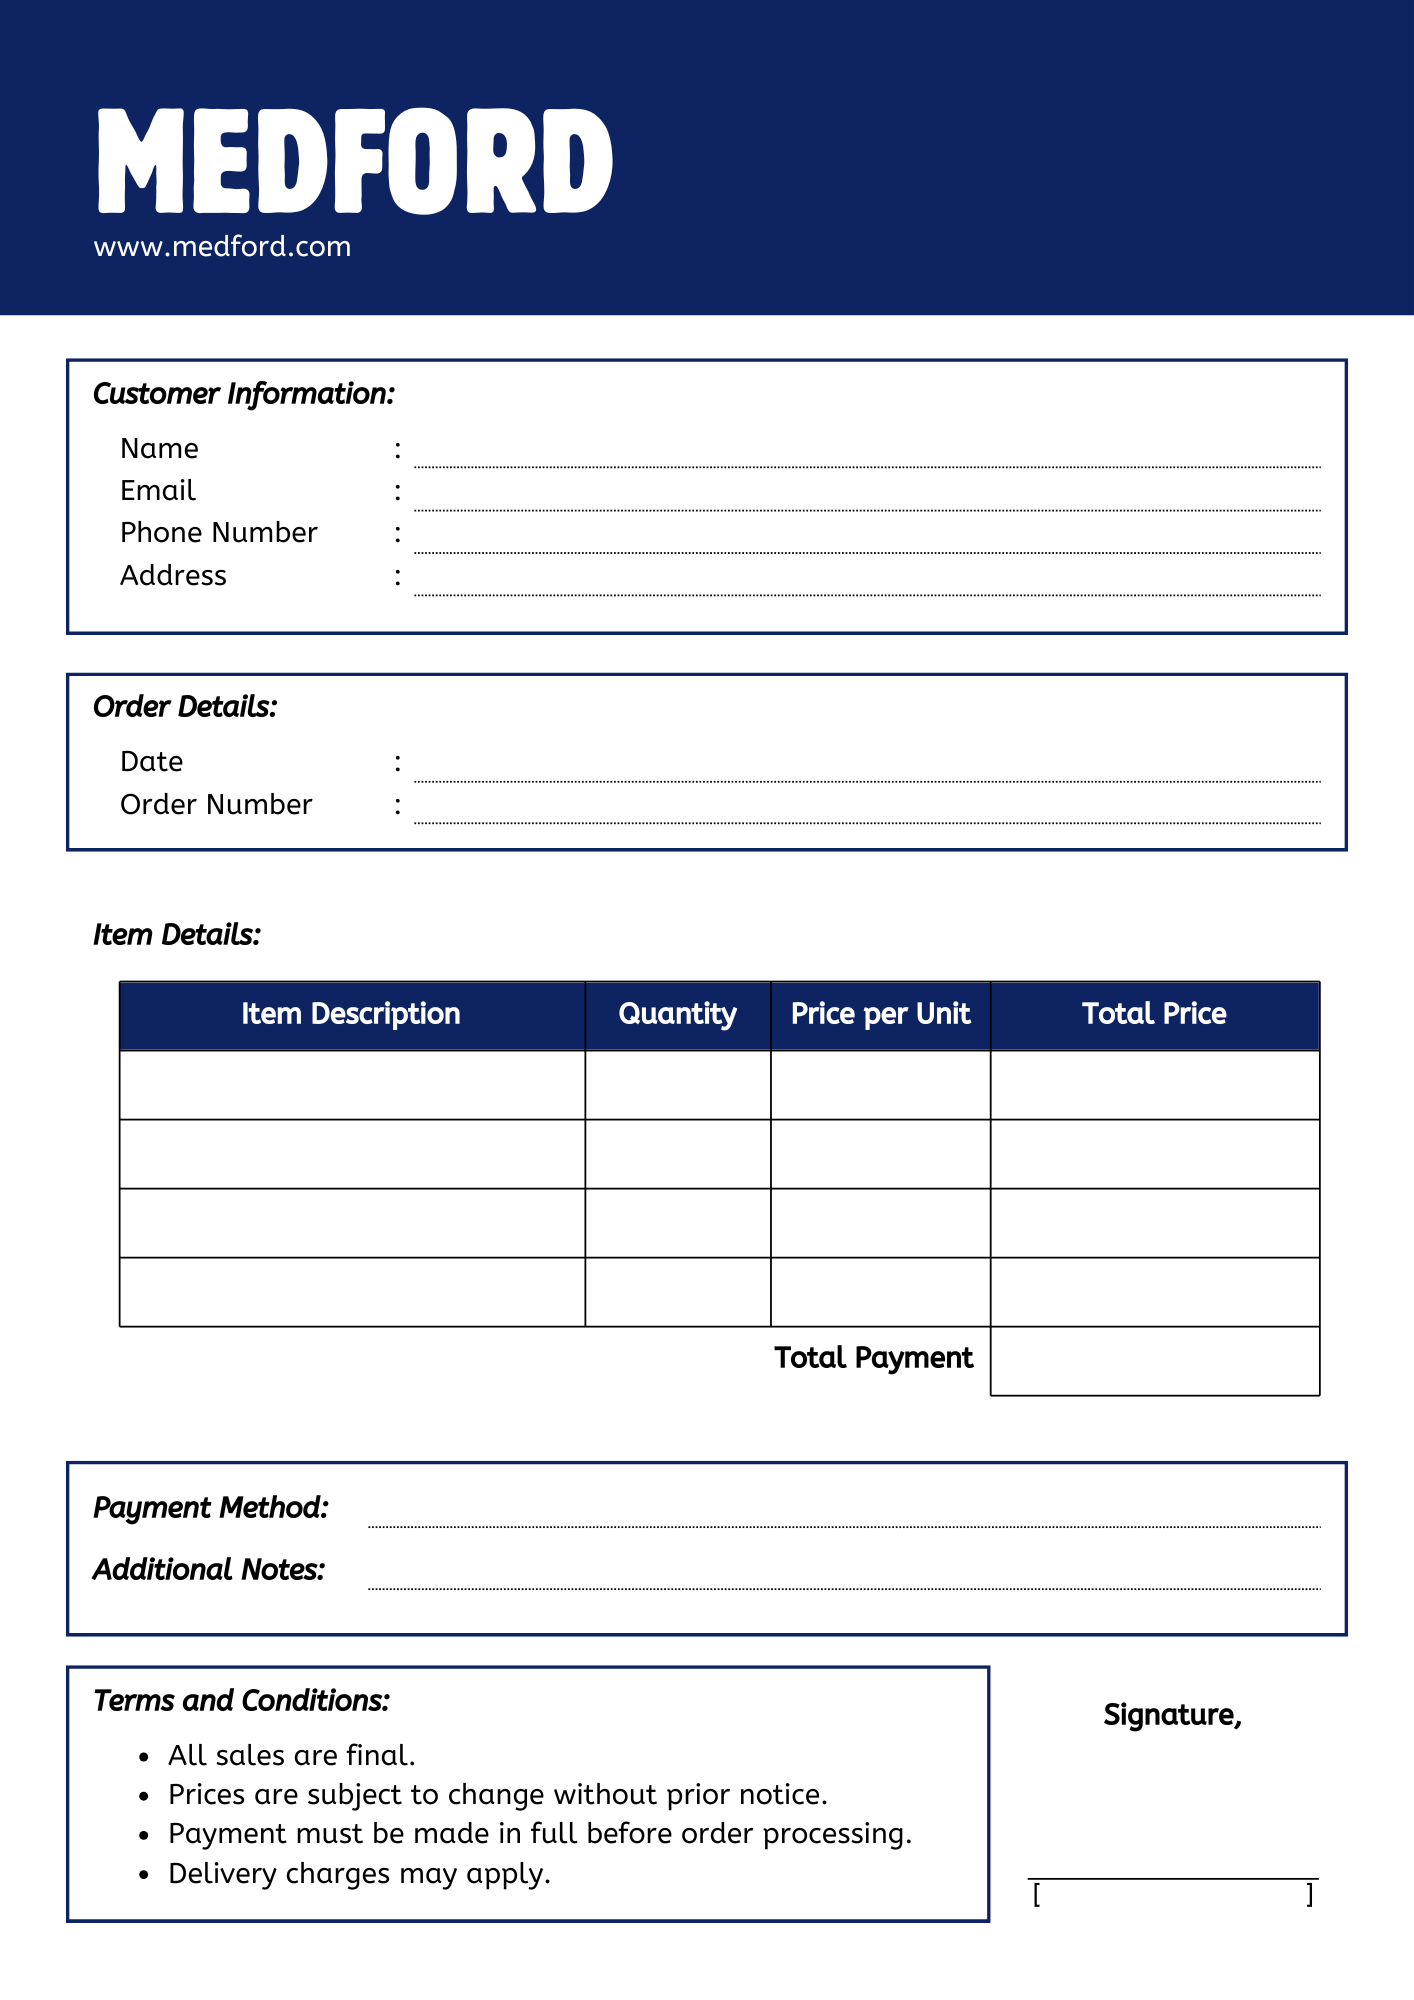 MEDFORD
www.medford.com
Customer Information:
Name :
Email :
Phone Number :
Address :
Order Details:
Date :
Order Number :
Item Details:
Item Description Quantity Price per Unit Total Price
Total Payment
Payment Method:
Additional Notes:
Terms and Conditions:
• All sales are final.
• Prices are subject to change without prior notice.
• Payment must be made in full before order processing.
• Delivery charges may apply.
Signature,
[ ]